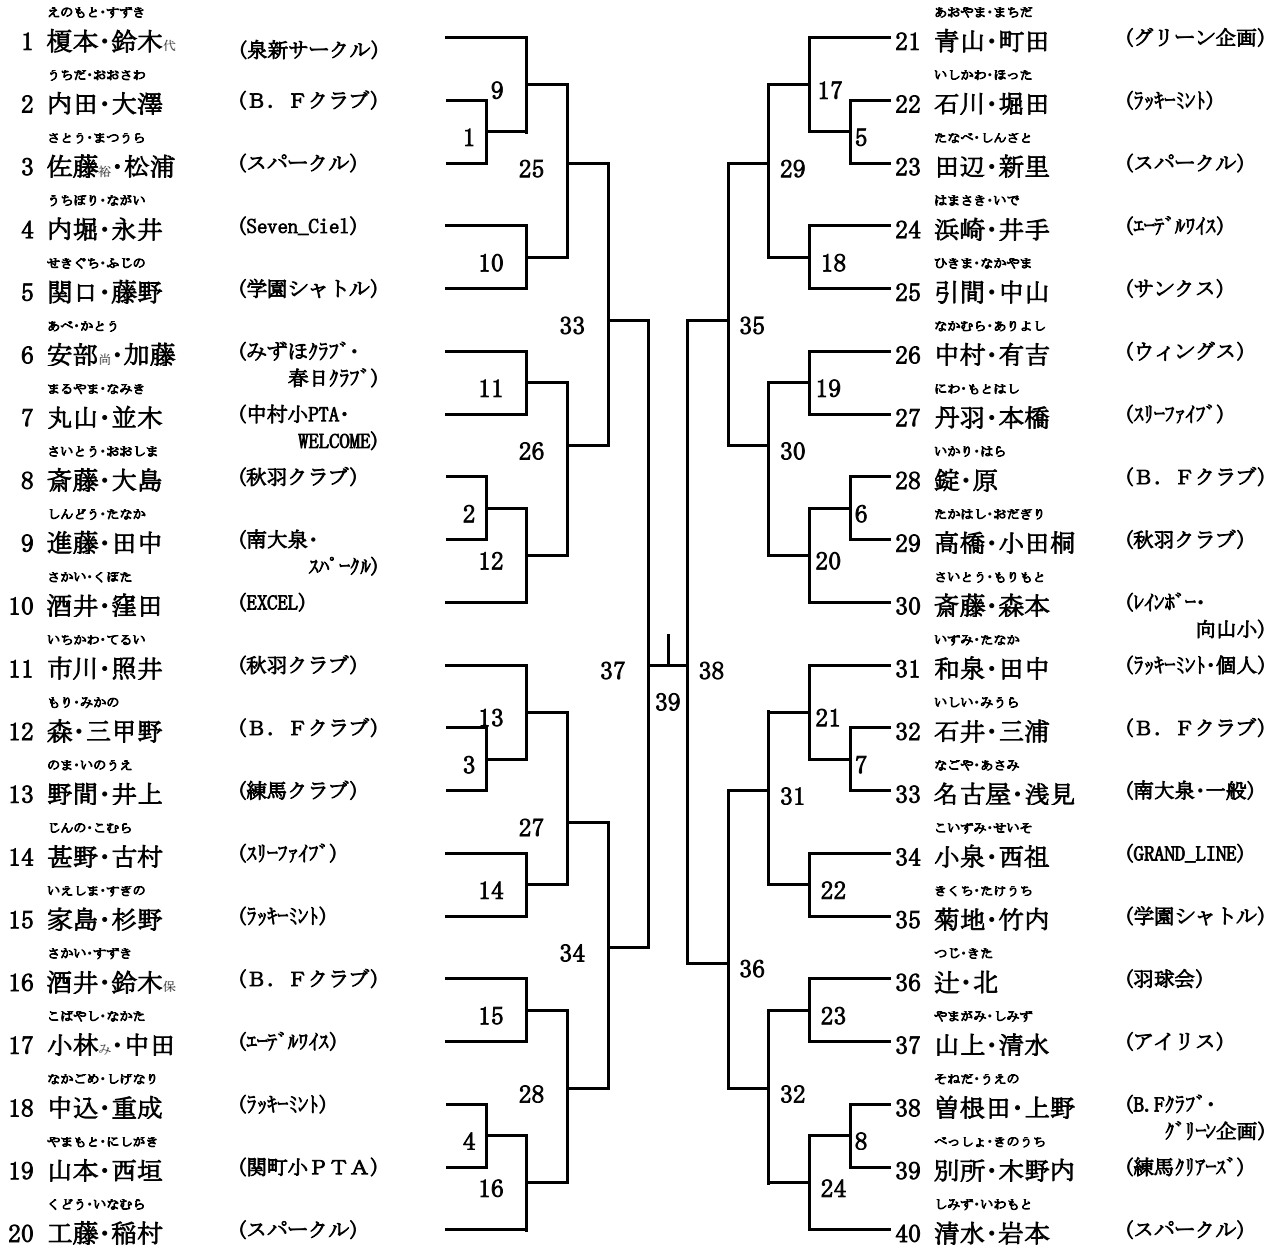 えのもと・すずき
1 榎本・鈴木代 (泉新サークル)
うちだ・おおさわ
2 内田・大澤 (Ｂ．Ｆクラブ)
さとう・まつうら
3 佐藤裕・松浦 (スパークル)
うちぼり・ながい
4 内堀・永井 (Seven_Ciel)
せきぐち・ふじの
5 関口・藤野 (学園シャトル)
あべ・かとう
6 安部尚・加藤 (みずほｸﾗﾌﾞ・
春日ｸﾗﾌﾞ)
まるやま・なみき
7 丸山・並木 (中村小PTA・
WELCOME)
さいとう・おおしま
8 斎藤・大島 (秋羽クラブ)
しんどう・たなか
9 進藤・田中 (南大泉・
ｽﾊﾟｰｸﾙ)
さかい・くぼた
10 酒井・窪田 (EXCEL)
いちかわ・てるい
11 市川・照井 (秋羽クラブ)
もり・みかの
12 森・三甲野 (Ｂ．Ｆクラブ)
のま・いのうえ
13 野間・井上 (練馬クラブ)
じんの・こむら
14 甚野・古村 (ｽﾘｰﾌｧｲﾌﾞ)
いえしま・すぎの
15 家島・杉野 (ﾗｯｷｰﾐﾝﾄ)
さかい・すずき
16 酒井・鈴木保 (Ｂ．Ｆクラブ)
こばやし・なかた
17 小林み・中田 (ｴｰﾃﾞﾙﾜｲｽ)
なかごめ・しげなり
18 中込・重成 (ﾗｯｷｰﾐﾝﾄ)
やまもと・にしがき
19 山本・西垣 (関町小ＰＴＡ)
くどう・いなむら
20 工藤・稲村 (スパークル)
9
1
25
10
33
11
26
2
12
37
13
3
27
14
34
15
28
4
16
39
38
17
5
29
18
35
19
30
6
20
21
7
31
22
36
23
32
8
24
あおやま・まちだ
21 青山・町田 (グリーン企画)
いしかわ・ほった
22 石川・堀田 (ﾗｯｷｰﾐﾝﾄ)
たなべ・しんざと
23 田辺・新里 (スパークル)
はまさき・いで
24 浜崎・井手 (ｴｰﾃﾞﾙﾜｲｽ)
ひきま・なかやま
25 引間・中山 (サンクス)
なかむら・ありよし
26 中村・有吉 (ウィングス)
にわ・もとはし
27 丹羽・本橋 (ｽﾘｰﾌｧｲﾌﾞ)
いかり・はら
28 錠・原 (Ｂ．Ｆクラブ)
たかはし・おだぎり
29 高橋・小田桐 (秋羽クラブ)
さいとう・もりもと
30 斎藤・森本 (ﾚｲﾝﾎﾞｰ・
向山小)
いずみ・たなか
31 和泉・田中 (ﾗｯｷｰﾐﾝﾄ・個人)
いしい・みうら
32 石井・三浦 (Ｂ．Ｆクラブ)
なごや・あさみ
33 名古屋・浅見 (南大泉・一般)
こいずみ・せいそ
34 小泉・西祖 (GRAND_LINE)
きくち・たけうち
35 菊地・竹内 (学園シャトル)
つじ・きた
36 辻・北 (羽球会)
やまがみ・しみず
37 山上・清水 (アイリス)
そねだ・うえの
38 曽根田・上野 (B.Fｸﾗﾌﾞ・
ｸﾞﾘｰﾝ企画)
べっしょ・きのうち
39 別所・木野内 (練馬ｸﾘｱｰｽﾞ)
しみず・いわもと
40 清水・岩本 (スパークル)